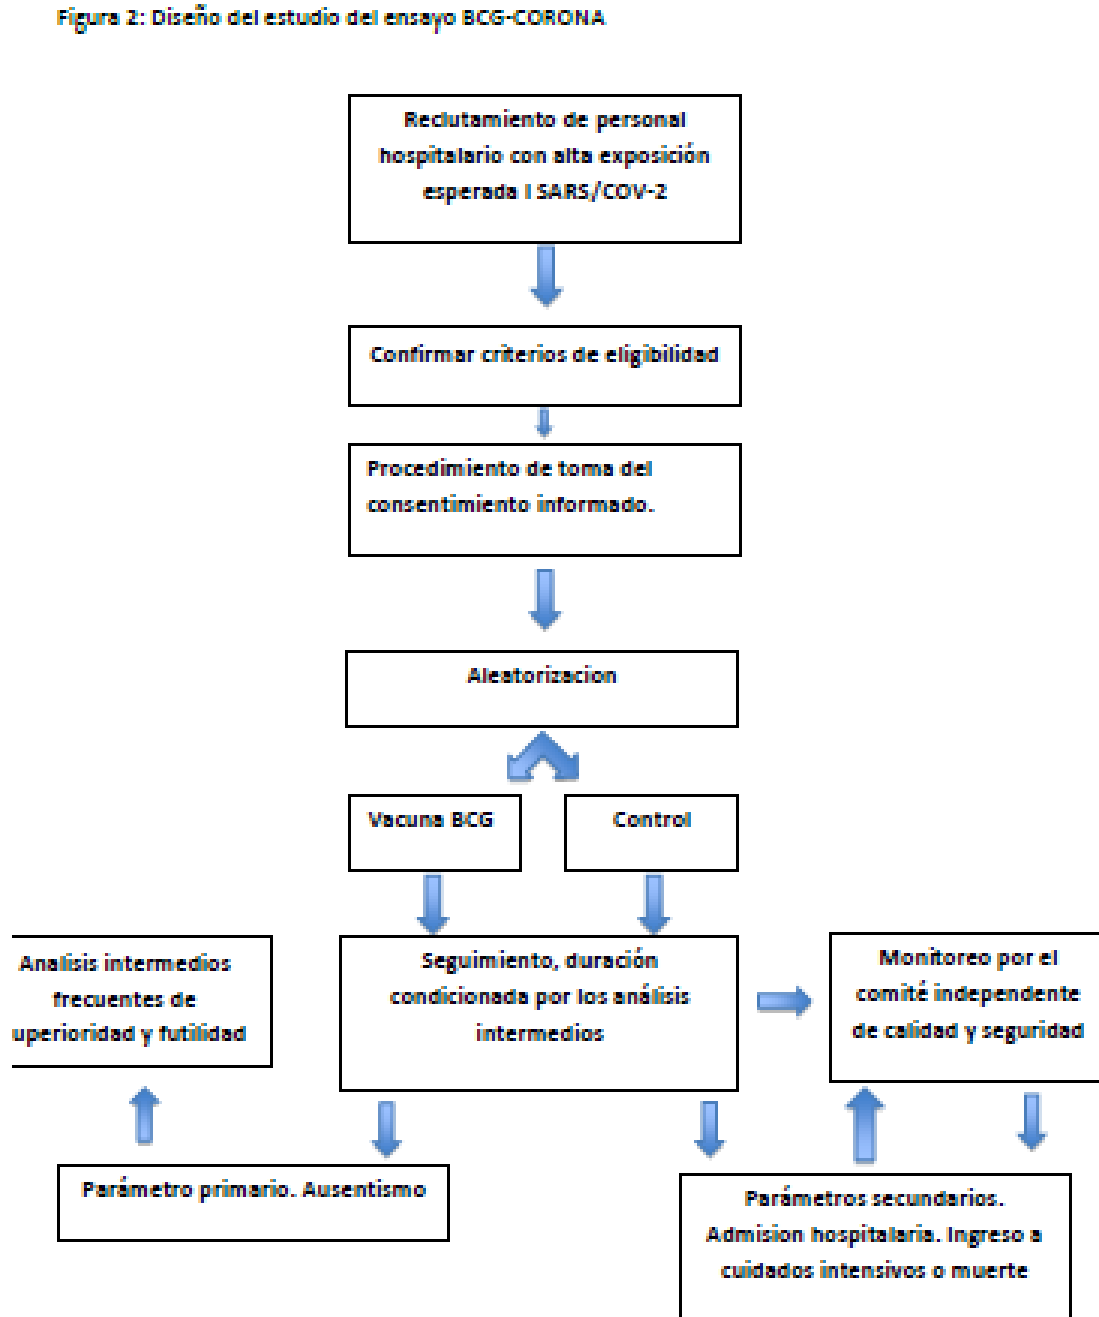 Figura 2: Diseño del estudio del ensayo BCG-CORONA
Reclutamiento de personal
hospitalario con alta exposición
esperada I SARS/COV-2
Confirmar criterios de eligibilidad
Procedimiento de toma del
consentimiento informado.
Aleatorizacion
Vacuna BCG
Control
Analisis intermedios
frecuentes de
uperioridad y futilidad
Seguimiento, duración
condicionada por los análisis
intermedios
Monitoreo por el
comité independente
de calidad y seguridad
Parámetro primario. Ausentismo
Parámetros secundarios.
Admision hospitalaria. Ingreso a
cuidados intensivos o muerte